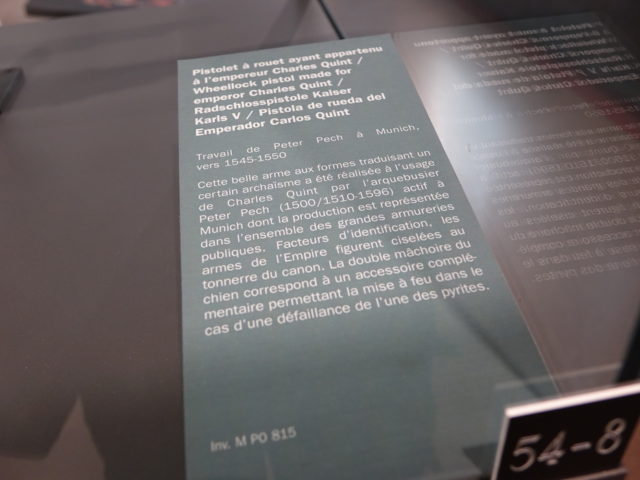 Pistolet à rouet ayant appartenu
à l'empereur Charles Quint /
Wheellock pistol made for
emperor Charles Quint /
Radschlosspistole Kaiser
Karls V / Pistola de rueda del
Emperador Carlos Quint
Travail de Peter Pech à Munich,
vers 1545-1550
Cette belle arme aux formes traduisant un
certain archaïsme a été réalisée à l'usage
de Charles Quint par l'arquebusier
Peter Pech (1500/1510-1596) actif à
Munich dont la production est représentée
dans l'ensemble des grandes armureries
publiques. Facteurs d'identification, les
armes de l'Empire figurent ciselées au
tonnerre du canon. La double mâchoire du
chien correspond à un accessoire complé-
mentaire permettant la mise à feu dans le
cas d'une défaillance de l'une des pyrites.
Inv. M PO 815
54-8